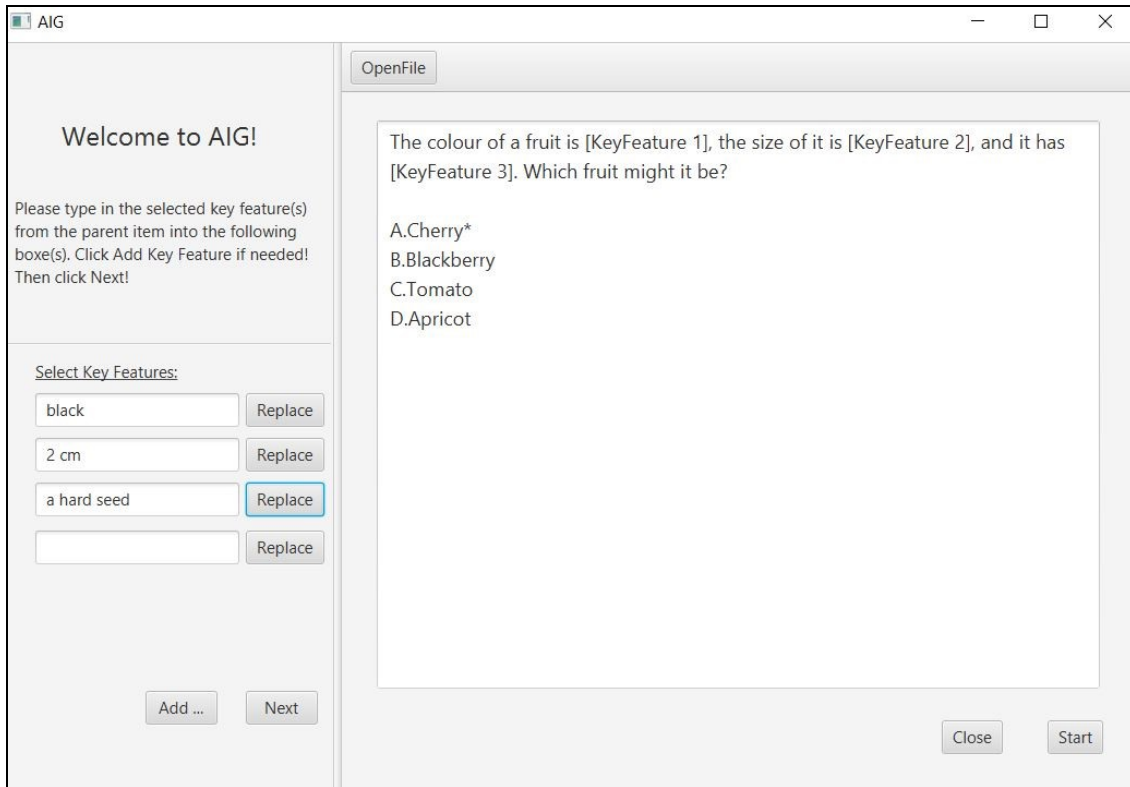 AIG
Welcome to AIG!
Please type in the selected key feature(s)
from the parent item into the following
boxe(s). Click Add Key Feature if needed!
Then click Next!
Select Key Features:
black
Replace
2 cm
Replace
a hard seed
Replace
Replace
Add ...
Next
OpenFile
The colour of a fruit is [KeyFeature 1], the size of it is [KeyFeature 2], and it has
[KeyFeature 3]. Which fruit might it be?
A.Cherry*
B.Blackberry
C.Tomato
D.Apricot
Close
Start